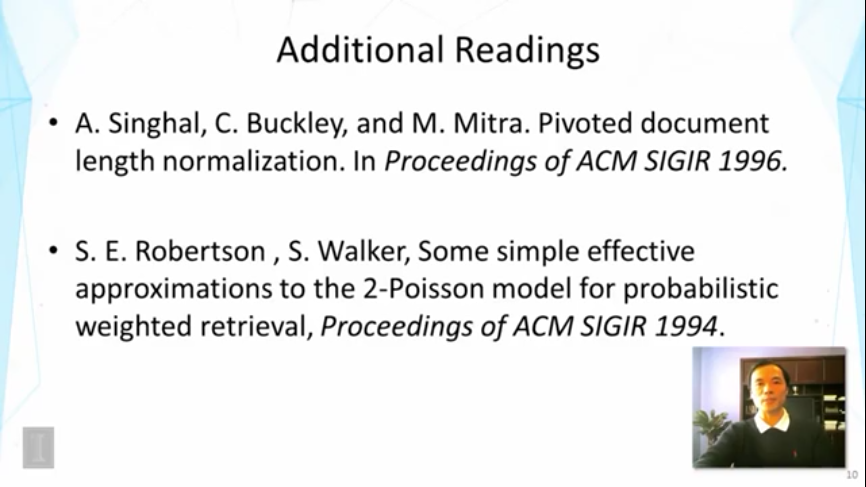 Additional Readings
• A. Singhal, C. Buckley, and M. Mitra. Pivoted document
length normalization. In Proceedings of ACM SIGIR 1996.
• S. E. Robertson , S. Walker, Some simple effective
approximations to the 2-Poisson model for probabilistic
weighted retrieval, Proceedings of ACM SIGIR 1994.
I
10